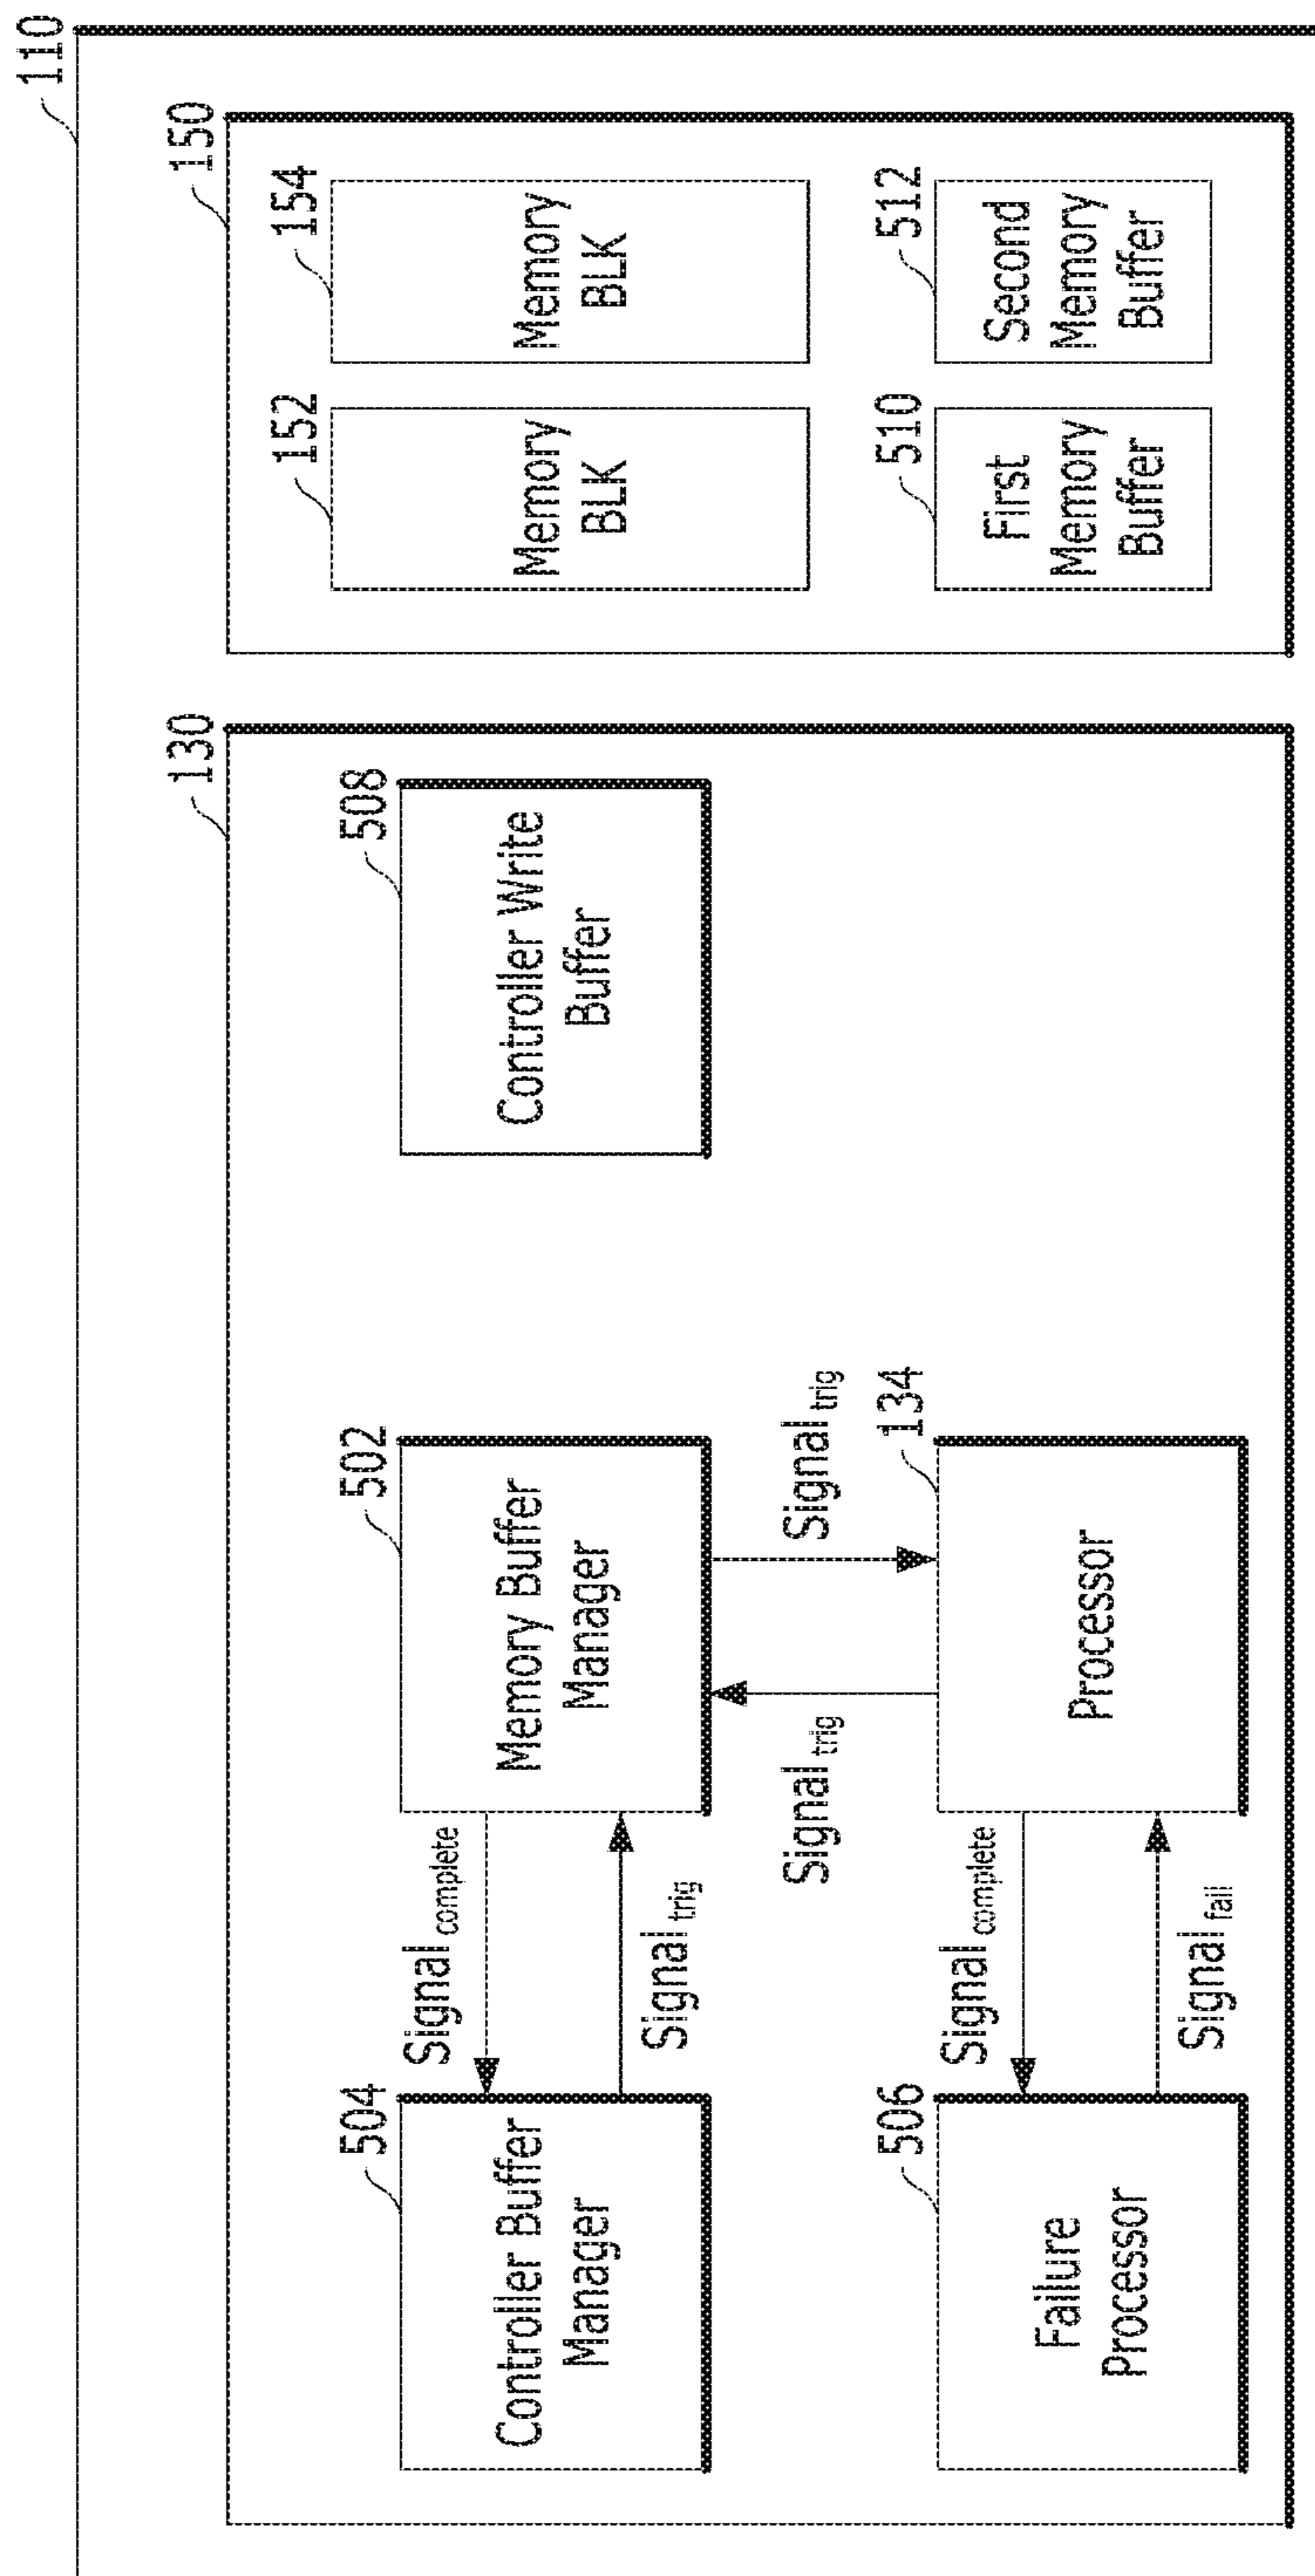 110
130
150
504
Controller Buffer
Manager
Signal complete
Signal trig
502
Memory Buffer
Manager
508
Controller Write
Buffer
152
Memory
BLK
154
Memory
BLK
Signal trig
Signal trig
506
Failure
Processor
Signal complete
Signal fail
134
Processor
510
First
Memory
Buffer
512
Second
Memory
Buffer